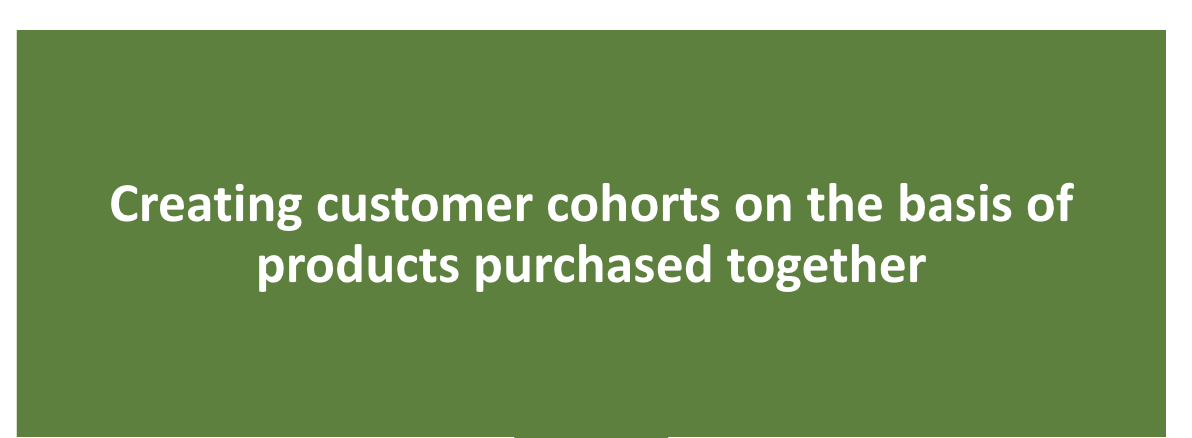 Creating customer cohorts on the basis of
products purchased together